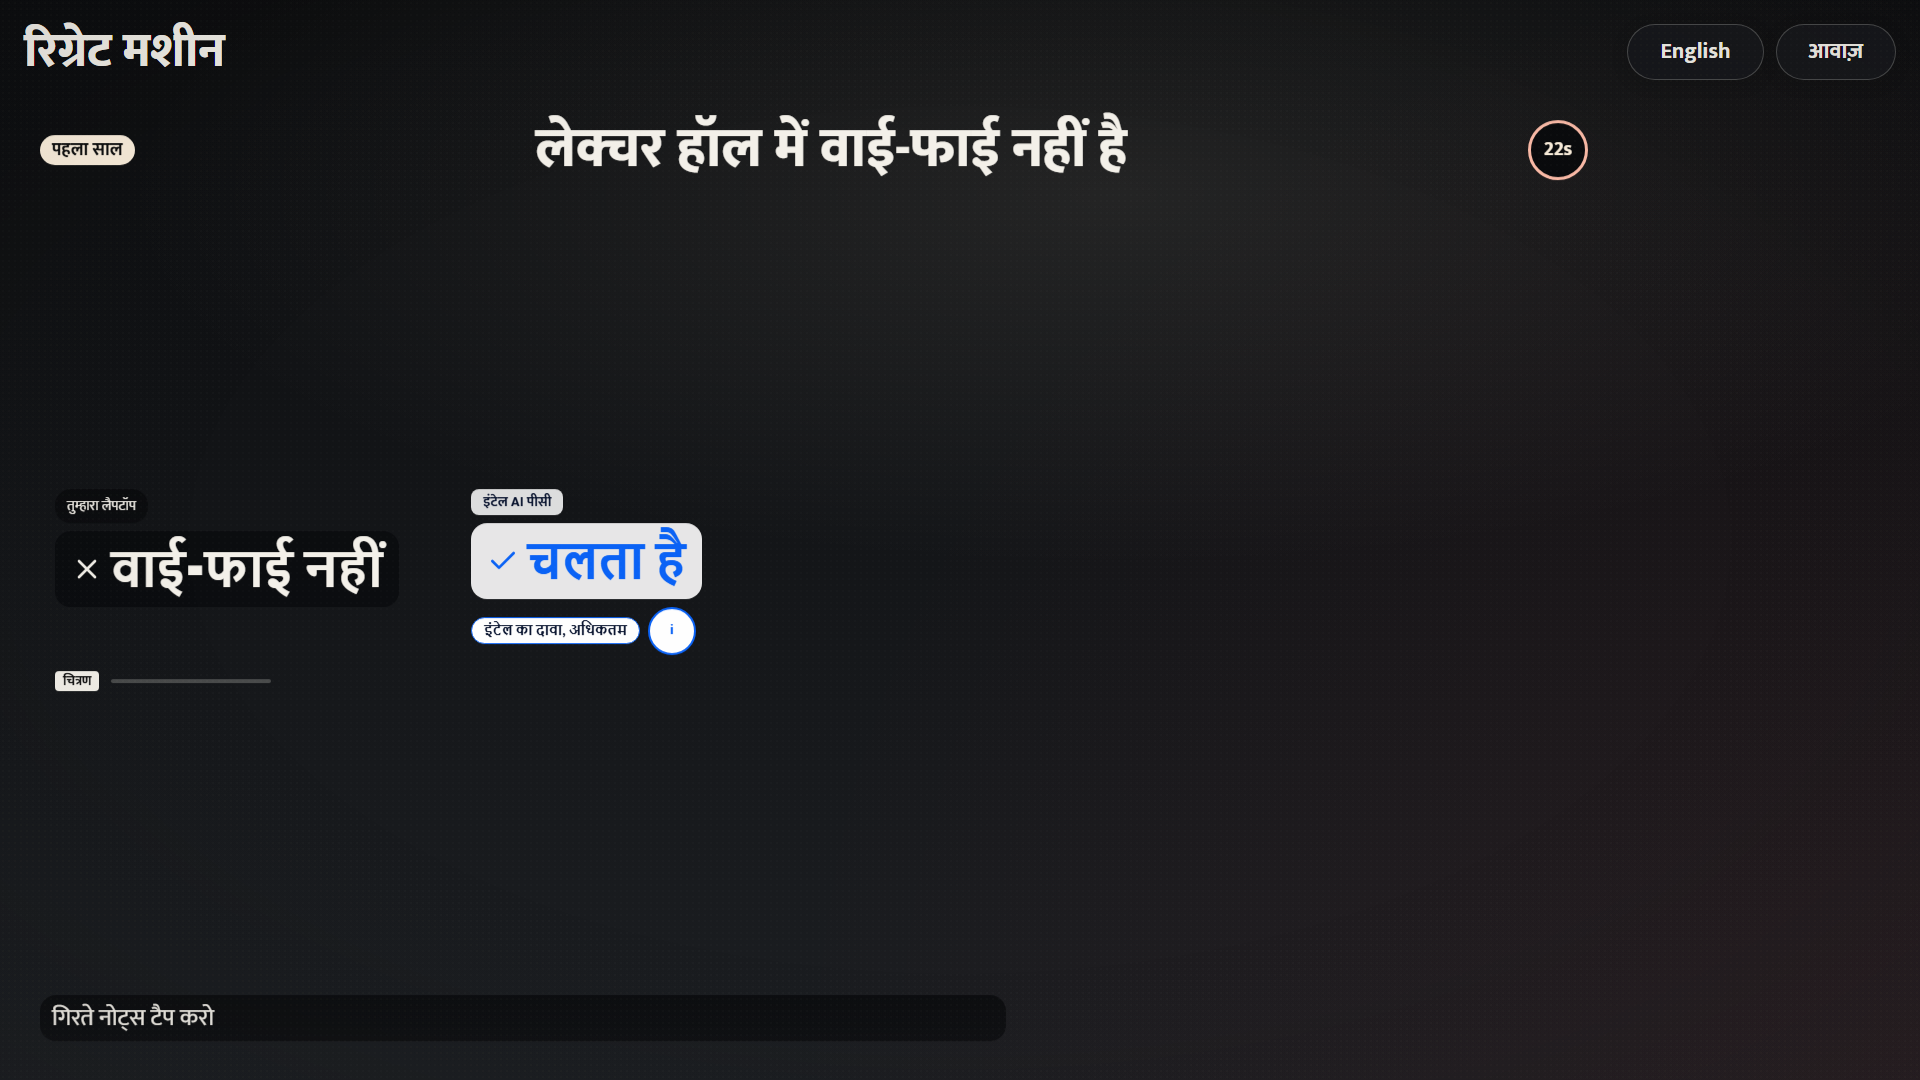 रिग्रेट मशीन
English
आवाज़
पहला साल
लेक्चर हॉल में वाई-फाई नहीं है
22s
तुम्हारा लैपटॉप
वाई-फाई नहीं
इंटेल AI पीसी
चलता है
इंटेल का दावा, अधिकतम
i
चित्रण
गिरते नोट्स टैप करो